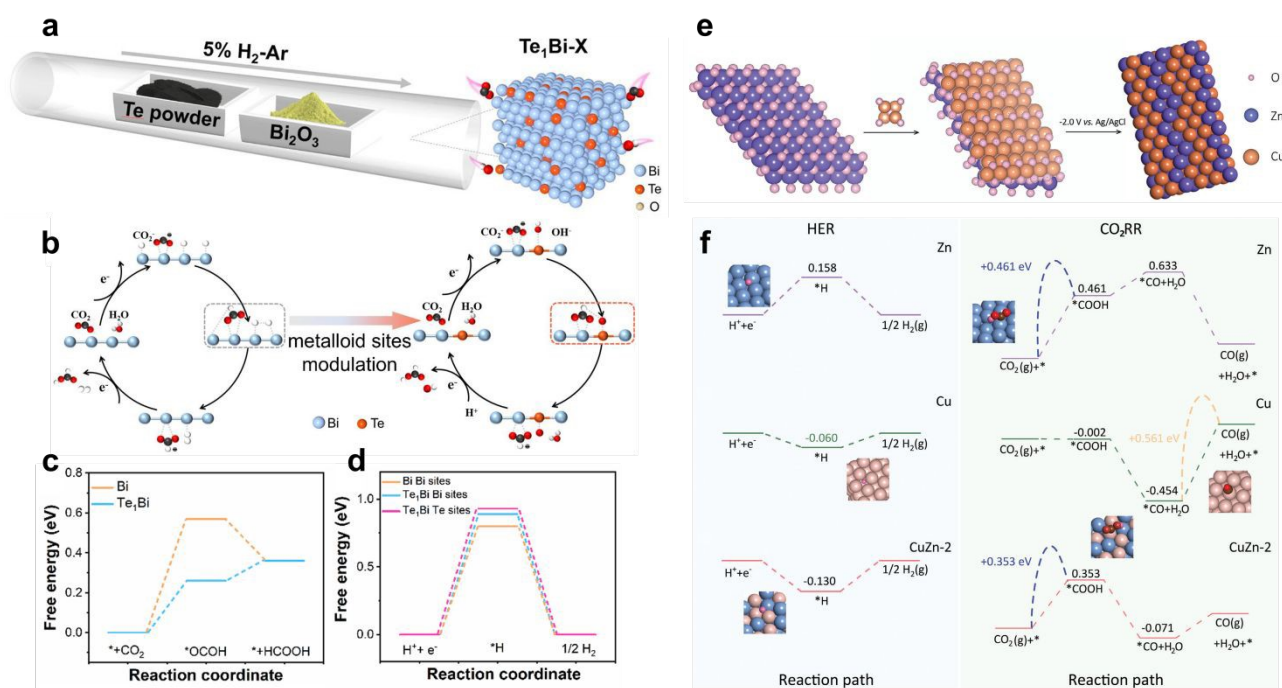 a
5% H₂-Ar
Te₁Bi-X
Te powder
Bi₂O₃
Bi
Te
O
b
CO₂⁻
e⁻
CO₂
H₂O
e⁻
metalloid sites
modulation
CO₂⁻
OH⁻
e⁻
CO₂
H₂O
e⁻
H⁺
Bi
Te
c
Free energy (eV)
0.8
0.6
0.4
0.2
0.0
Bi
Te₁Bi
*+CO₂
*OCOH
*+HCOOH
Reaction coordinate
d
Free energy (eV)
1.0
0.5
0.0
Bi Bi sites
Te₁Bi Bi sites
Te₁Bi Te sites
H⁺+ e⁻
*H
1/2 H₂
Reaction coordinate
e
-2.0 V vs. Ag/AgCl
O
Zn
Cu
f
HER
Zn
0.158
*H
H⁺+e⁻
1/2 H₂(g)
Cu
H⁺+e⁻
-0.060
*H
1/2 H₂(g)
CuZn-2
H⁺+e⁻
-0.130
*H
1/2 H₂(g)
Reaction path
CO₂RR
Zn
+0.461 eV
0.461
*COOH
0.633
*CO+H₂O
CO₂(g)+*
CO(g)
+H₂O+*
Cu
CO₂(g)+*
-0.002
*COOH
+0.561 eV
-0.454
*CO+H₂O
CO(g)
+H₂O+*
CuZn-2
+0.353 eV
0.353
*COOH
CO₂(g)+*
-0.071
*CO+H₂O
CO(g)
+H₂O+*
Reaction path